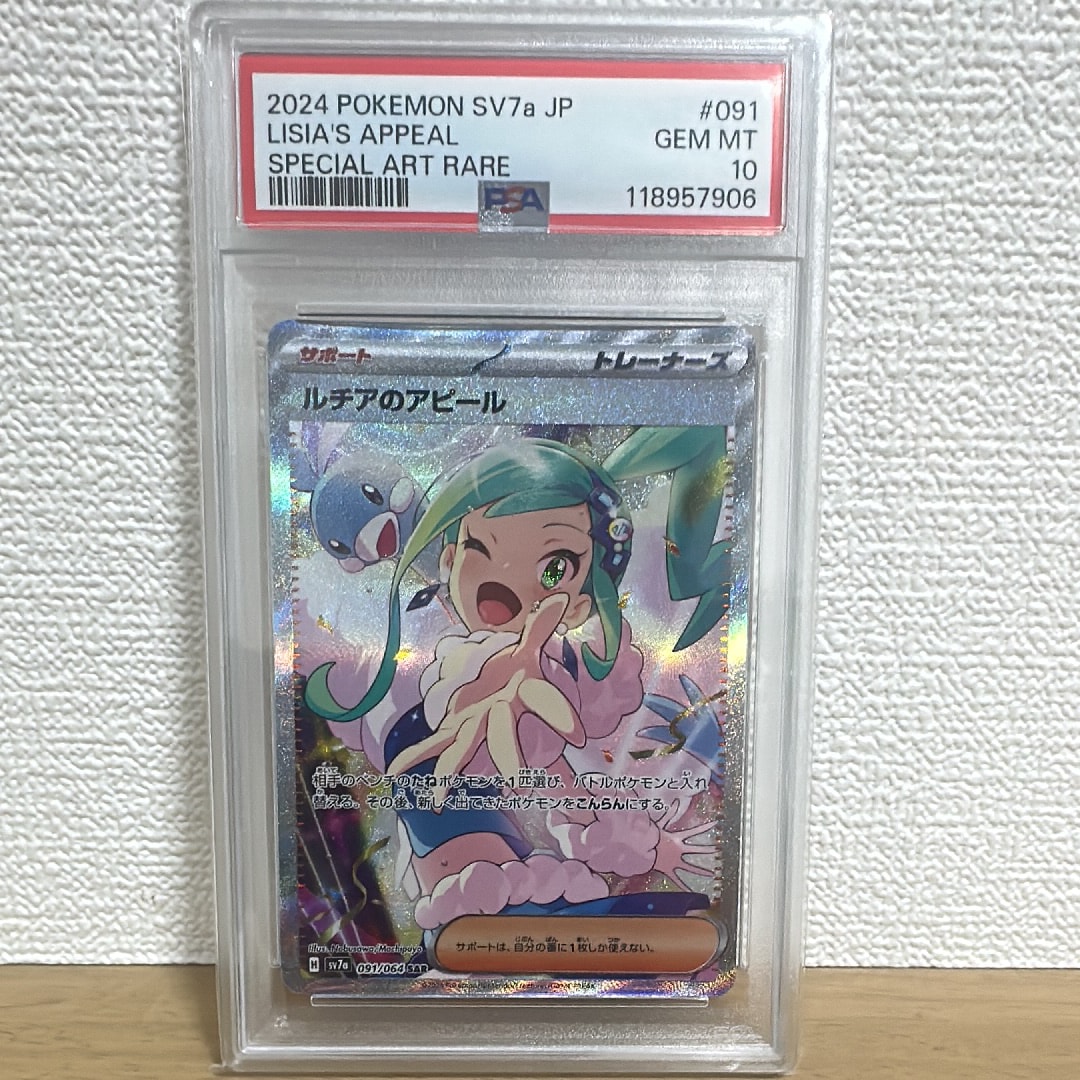 2024 POKEMON SV7a JP #091
LISIA'S APPEAL GEM MT
SPECIAL ART RARE 10
118957906
PSA
サポート トレーナーズ
ルチアのアピール
相手のベンチのたねポケモンを1匹選び、バトルポケモンと入れ
替える。その後、新しく出てきたポケモンをこんらんにする。
サポートは、自分の番に1枚しか使えない。
Illus. Nobusawa/Mochipuyo
H sv7a 091/064 SAR